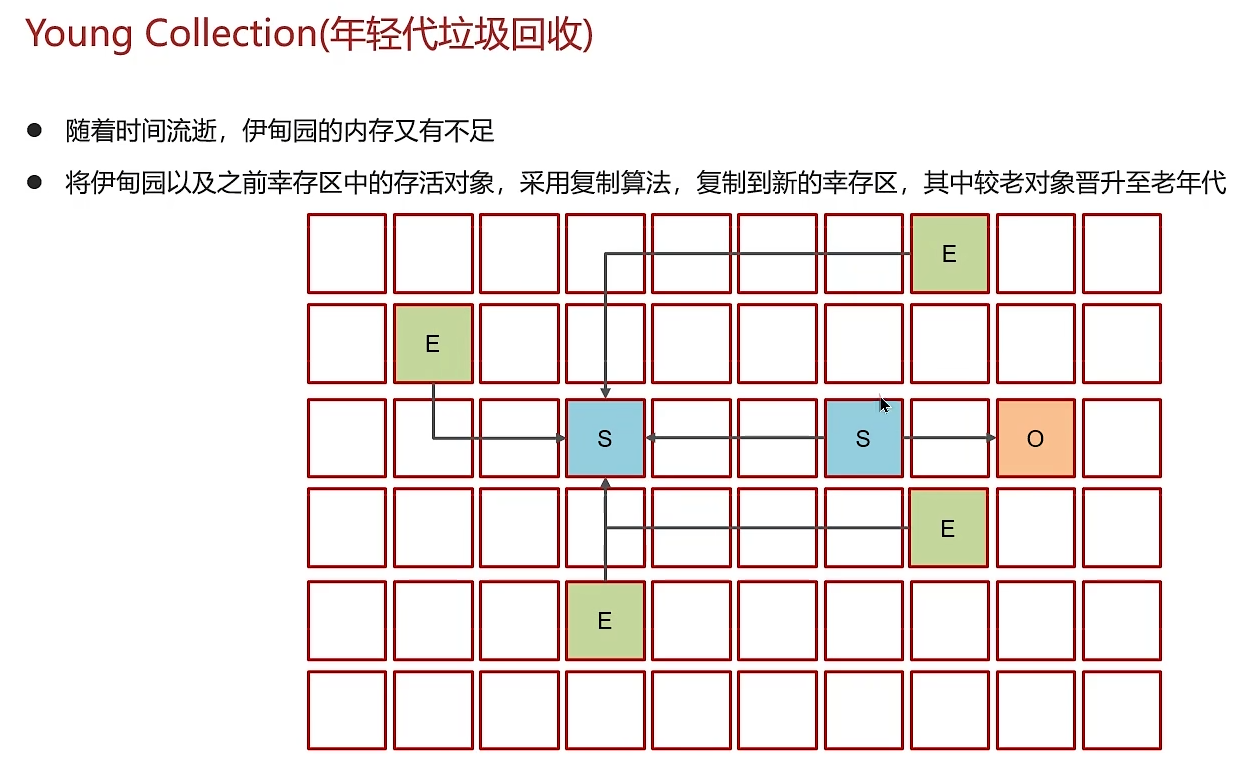 Young Collection(年轻代垃圾回收)
● 随着时间流逝，伊甸园的内存又有不足
● 将伊甸园以及之前幸存区中的存活对象，采用复制算法，复制到新的幸存区，其中较老对象晋升至老年代
E
E
S
S
O
E
E